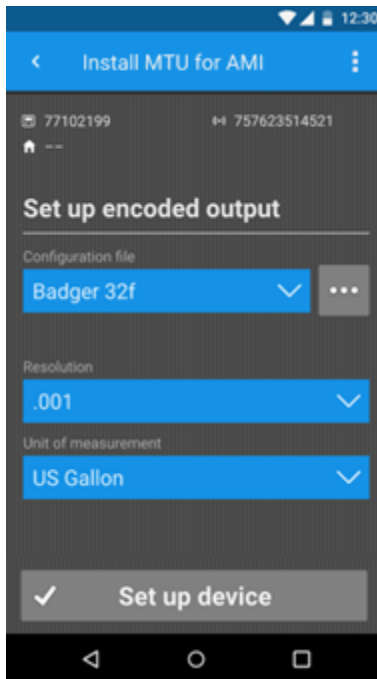 12:30
Install MTU for AMI
77102199
757623514521
--
Set up encoded output
Configuration file
Badger 32f
Resolution
.001
Unit of measurement
US Gallon
Set up device